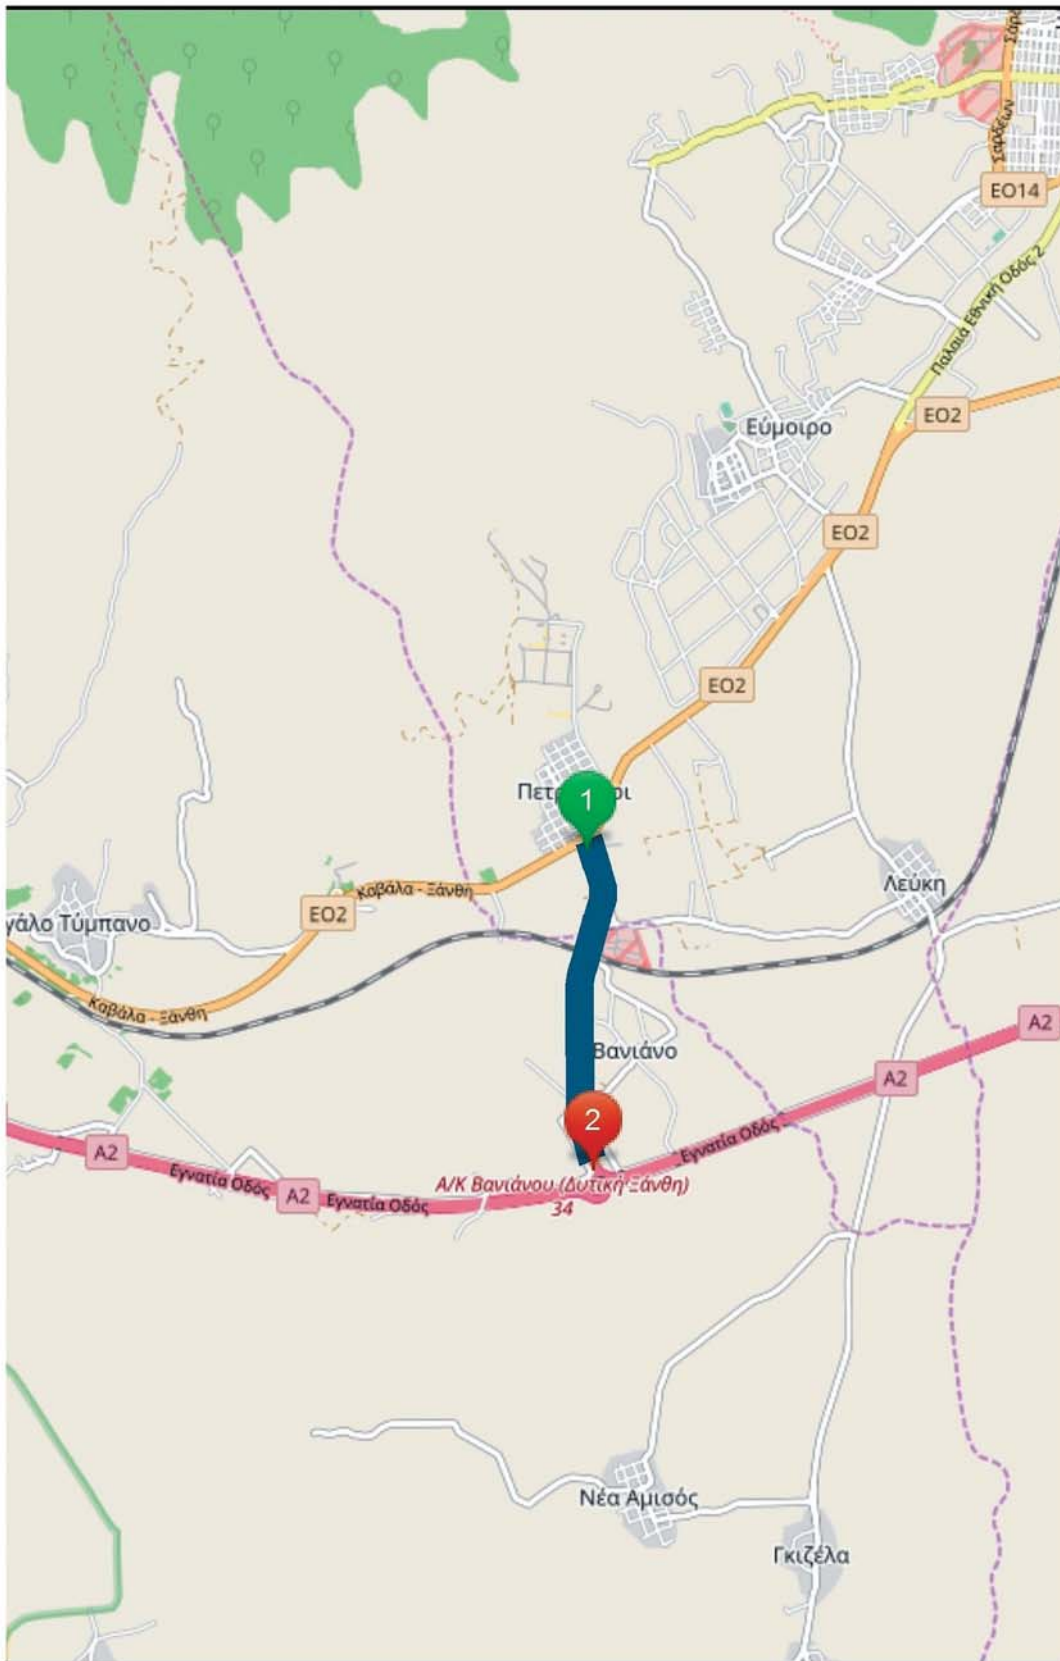 Σαρδέων
ΕΟ14
Παλαιά Εθνική Οδός 2
ΕΟ2
Εύμοιρο
ΕΟ2
ΕΟ2
1
Λεύκη
Καβάλα - Ξάνθη
ΕΟ2
γάλο Τύμπανο
Καβάλα - Ξάνθη
A2
Βανιάνο
A2
2
Εγνατία Οδός
A2
Εγνατία Οδός
A2
Εγνατία Οδός
Α/Κ Βανιάνου (Δυτική Ξάνθη)
34
Νέα Αμισός
Γκιζέλα